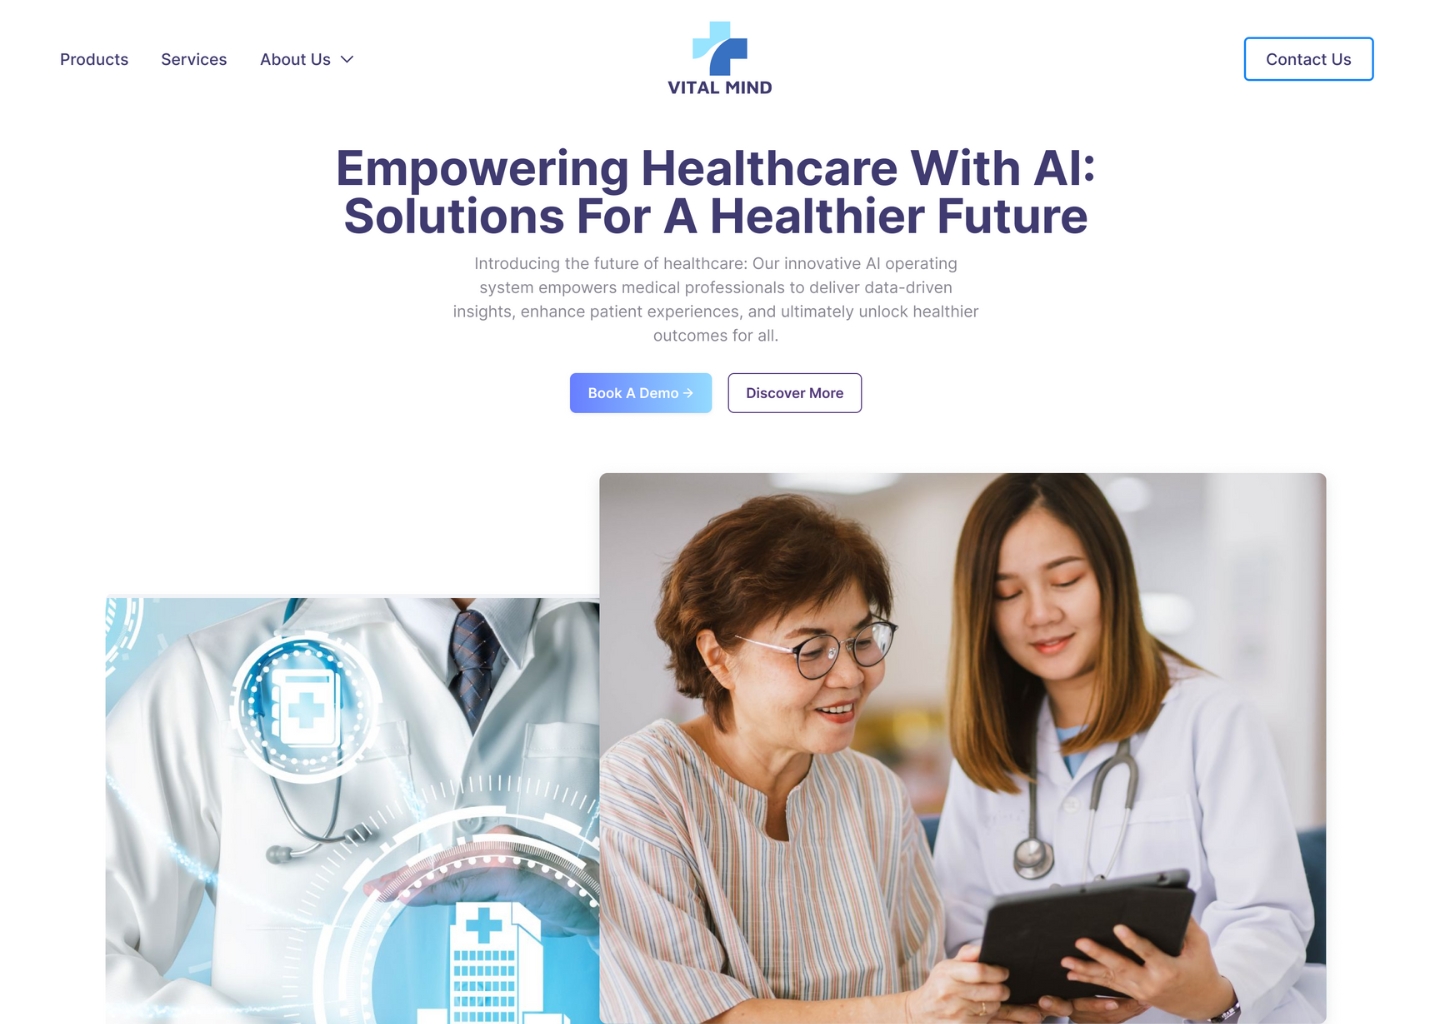 Products
Services
About Us
VITAL MIND
Contact Us
Empowering Healthcare With AI:
Solutions For A Healthier Future
Introducing the future of healthcare: Our innovative AI operating
system empowers medical professionals to deliver data-driven
insights, enhance patient experiences, and ultimately unlock healthier
outcomes for all.
Book A Demo →
Discover More